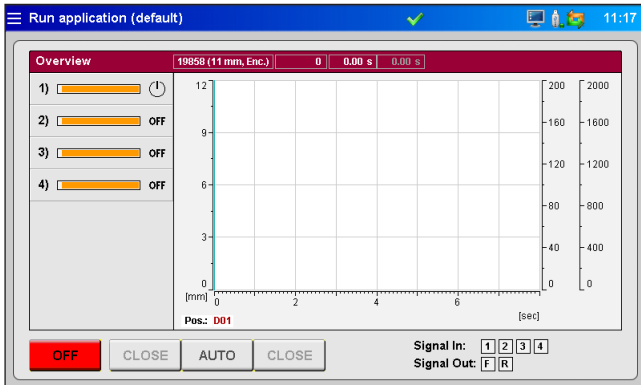 Run application (default) 11:17
Overview 19858 (11 mm, Enc.) 0 0.00 s 0.00 s
1)
2) OFF
3) OFF
4) OFF
12 200 2000
9 160 1600
120 1200
6 80 800
3 40 400
0 0 0
[mm] 0 2 4 6 [sec]
Pos.: D01
OFF CLOSE AUTO CLOSE
Signal In: 1 2 3 4
Signal Out: F R